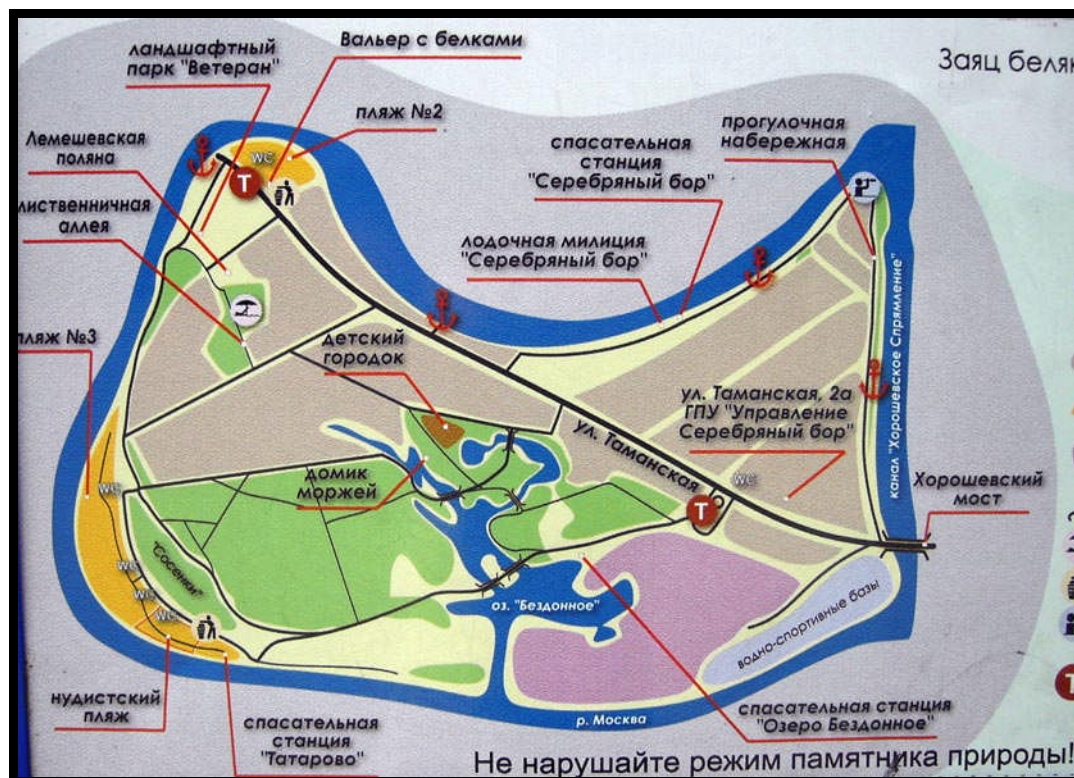 ландшафтный
парк "Ветеран"
Вальер с белками
Заяц беляк
пляж №2
Лемешевская
поляна
спасательная
станция
"Серебряный бор"
прогулочная
набережная
WC
Т
лиственничная
аллея
лодочная милиция
"Серебряный бор"
канал "Хорошевское Спрямление"
пляж №3
детский
городок
ул. Таманская, 2а
ГПУ "Управление
Серебряный бор"
ул. Таманская
домик
моржей
WC
Т
Хорошевский
мост
WC
"Сосенки"
WC
WC
WC
оз. "Бездонное"
водно-спортивные базы
Т
нудистский
пляж
спасательная
станция
"Татарово"
р. Москва
спасательная станция
"Озеро Бездонное"
Не нарушайте режим памятника природы!